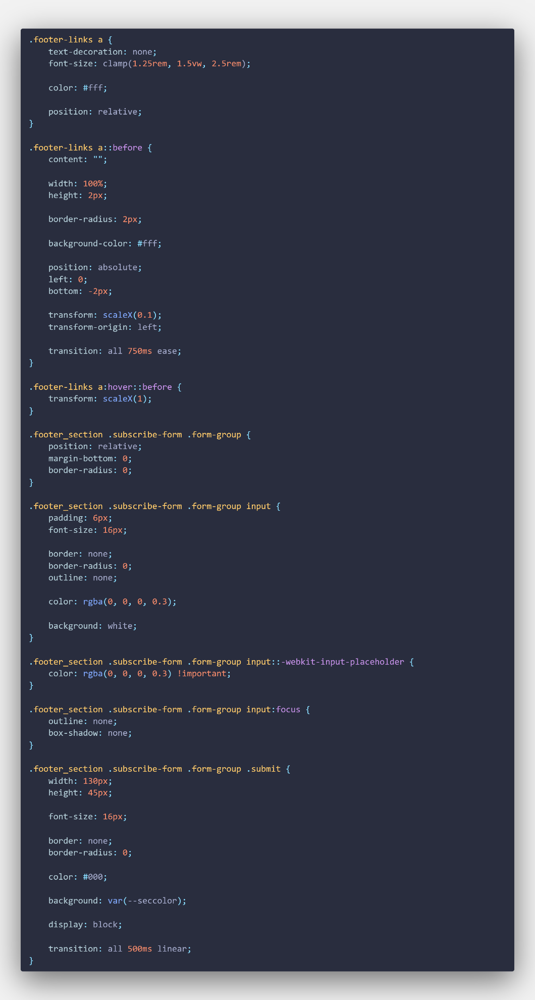 .footer-links a {
    text-decoration: none;
    font-size: clamp(1.25rem, 1.5vw, 2.5rem);

    color: #fff;

    position: relative;
}

.footer-links a::before {
    content: "";

    width: 100%;
    height: 2px;

    border-radius: 2px;

    background-color: #fff;

    position: absolute;
    left: 0;
    bottom: -2px;

    transform: scaleX(0.1);
    transform-origin: left;

    transition: all 750ms ease;
}

.footer-links a:hover::before {
    transform: scaleX(1);
}

.footer_section .subscribe-form .form-group {
    position: relative;
    margin-bottom: 0;
    border-radius: 0;
}

.footer_section .subscribe-form .form-group input {
    padding: 6px;
    font-size: 16px;

    border: none;
    border-radius: 0;
    outline: none;

    color: rgba(0, 0, 0, 0.3);

    background: white;
}

.footer_section .subscribe-form .form-group input::-webkit-input-placeholder {
    color: rgba(0, 0, 0, 0.3) !important;
}

.footer_section .subscribe-form .form-group input:focus {
    outline: none;
    box-shadow: none;
}

.footer_section .subscribe-form .form-group .submit {
    width: 130px;
    height: 45px;

    font-size: 16px;

    border: none;
    border-radius: 0;

    color: #000;

    background: var(--seccolor);

    display: block;

    transition: all 500ms linear;
}